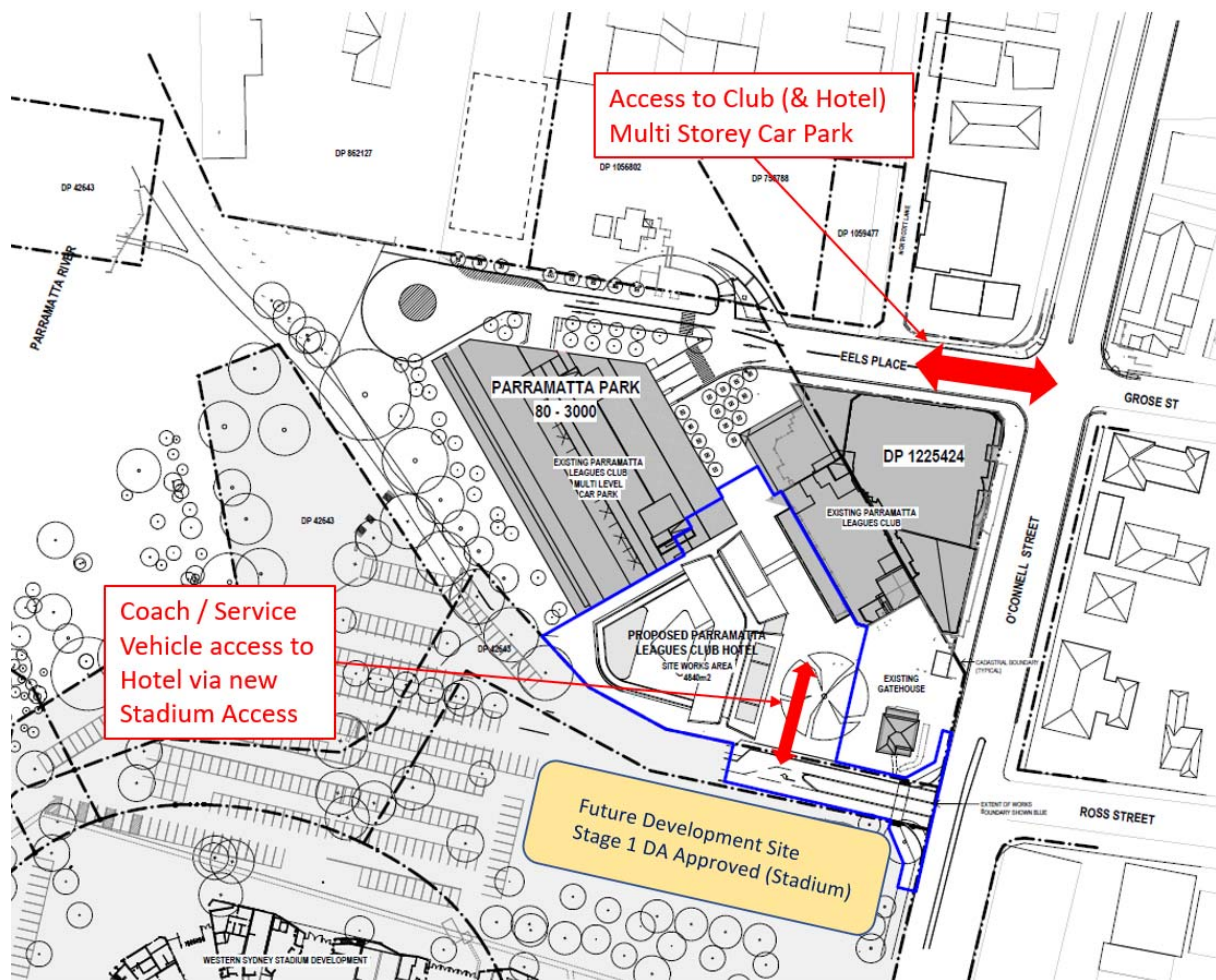 Access to Club (& Hotel)
Multi Storey Car Park
DP 862127
DP 1056802
DP 42643
DP 1059477
PARRAMATTA RIVER
EELS PLACE
GROSE ST
PARRAMATTA PARK
80 - 3000
EXISTING PARRAMATTA
LEAGUES CLUB
MULTI LEVEL
CAR PARK
DP 1225424
EXISTING PARRAMATTA
LEAGUES CLUB
DP 42643
O'CONNELL STREET
Coach / Service
Vehicle access to
Hotel via new
Stadium Access
DP 42643
PROPOSED PARRAMATTA
LEAGUES CLUB HOTEL
SITE WORKS AREA
4840m2
CADASTRAL BOUNDARY
(TYPICAL)
EXISTING
GATEHOUSE
EXTENT OF WORKS
BOUNDARY SHOWN BLUE
ROSS STREET
Future Development Site
Stage 1 DA Approved (Stadium)
WESTERN SYDNEY STADIUM DEVELOPMENT